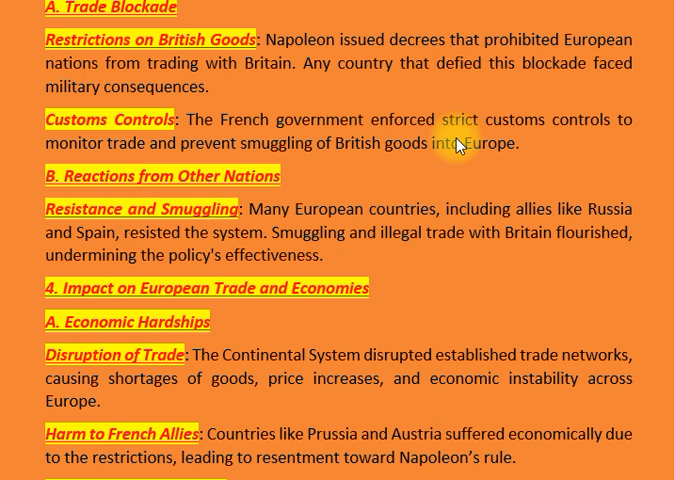 A. Trade Blockade
Restrictions on British Goods: Napoleon issued decrees that prohibited European
nations from trading with Britain. Any country that defied this blockade faced
military consequences.
Customs Controls: The French government enforced strict customs controls to
monitor trade and prevent smuggling of British goods into Europe.
B. Reactions from Other Nations
Resistance and Smuggling: Many European countries, including allies like Russia
and Spain, resisted the system. Smuggling and illegal trade with Britain flourished,
undermining the policy's effectiveness.
4. Impact on European Trade and Economies
A. Economic Hardships
Disruption of Trade: The Continental System disrupted established trade networks,
causing shortages of goods, price increases, and economic instability across
Europe.
Harm to French Allies: Countries like Prussia and Austria suffered economically due
to the restrictions, leading to resentment toward Napoleon’s rule.